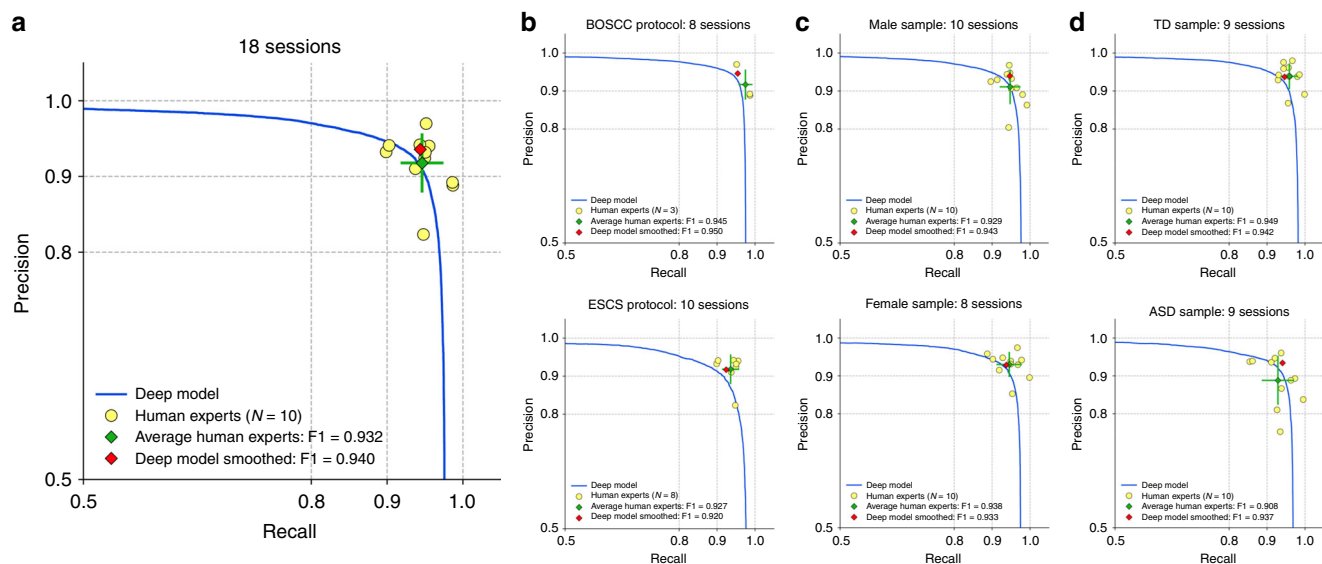 a
18 sessions
1.0
0.9
0.8
0.5
Precision
Deep model
Human experts (N = 10)
Average human experts: F1 = 0.932
Deep model smoothed: F1 = 0.940
0.5
0.8
0.9
1.0
Recall
b
BOSCC protocol: 8 sessions
1.0
0.9
0.8
0.5
Precision
Deep model
Human experts (N = 3)
Average human experts: F1 = 0.945
Deep model smoothed: F1 = 0.950
0.5
0.8
0.9
1.0
Recall
ESCS protocol: 10 sessions
1.0
0.9
0.8
0.5
Precision
Deep model
Human experts (N = 8)
Average human experts: F1 = 0.927
Deep model smoothed: F1 = 0.920
0.5
0.8
0.9
1.0
Recall
c
Male sample: 10 sessions
1.0
0.9
0.8
0.5
Precision
Deep model
Human experts (N = 10)
Average human experts: F1 = 0.929
Deep model smoothed: F1 = 0.943
0.5
0.8
0.9
1.0
Recall
Female sample: 8 sessions
1.0
0.9
0.8
0.5
Precision
Deep model
Human experts (N = 10)
Average human experts: F1 = 0.938
Deep model smoothed: F1 = 0.933
0.5
0.8
0.9
1.0
Recall
d
TD sample: 9 sessions
1.0
0.9
0.8
0.5
Precision
Deep model
Human experts (N = 10)
Average human experts: F1 = 0.949
Deep model smoothed: F1 = 0.942
0.5
0.8
0.9
1.0
Recall
ASD sample: 9 sessions
1.0
0.9
0.8
0.5
Precision
Deep model
Human experts (N = 10)
Average human experts: F1 = 0.908
Deep model smoothed: F1 = 0.937
0.5
0.8
0.9
1.0
Recall